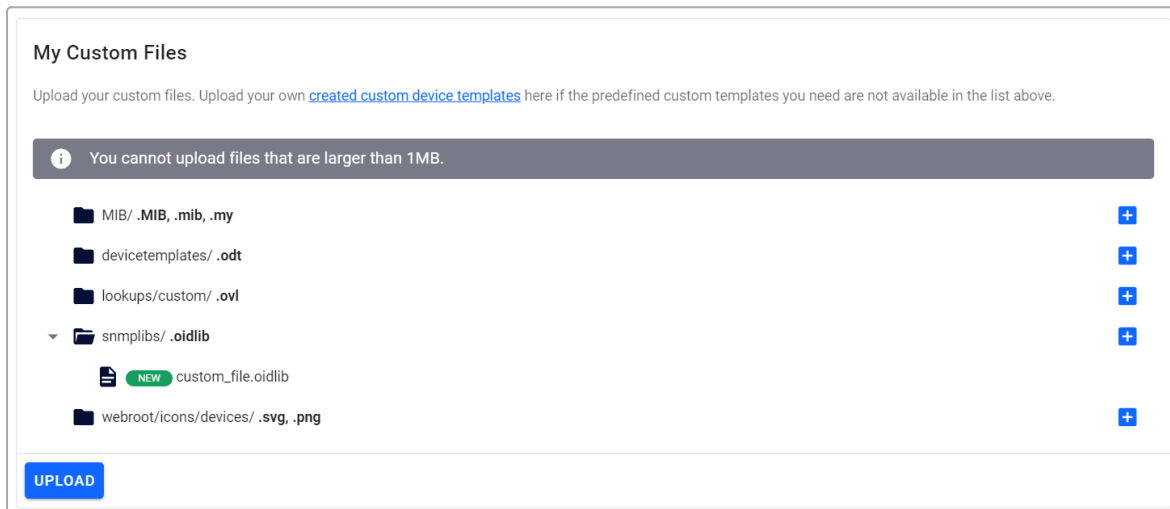 My Custom Files
Upload your custom files. Upload your own created custom device templates here if the predefined custom templates you need are not available in the list above.
You cannot upload files that are larger than 1MB.
MIB/ .MIB, .mib, .my
devicetemplates/ .odt
lookups/custom/ .ovl
snmplibs/ .oidlib
NEW custom_file.oidlib
webroot/icons/devices/ .svg, .png
UPLOAD